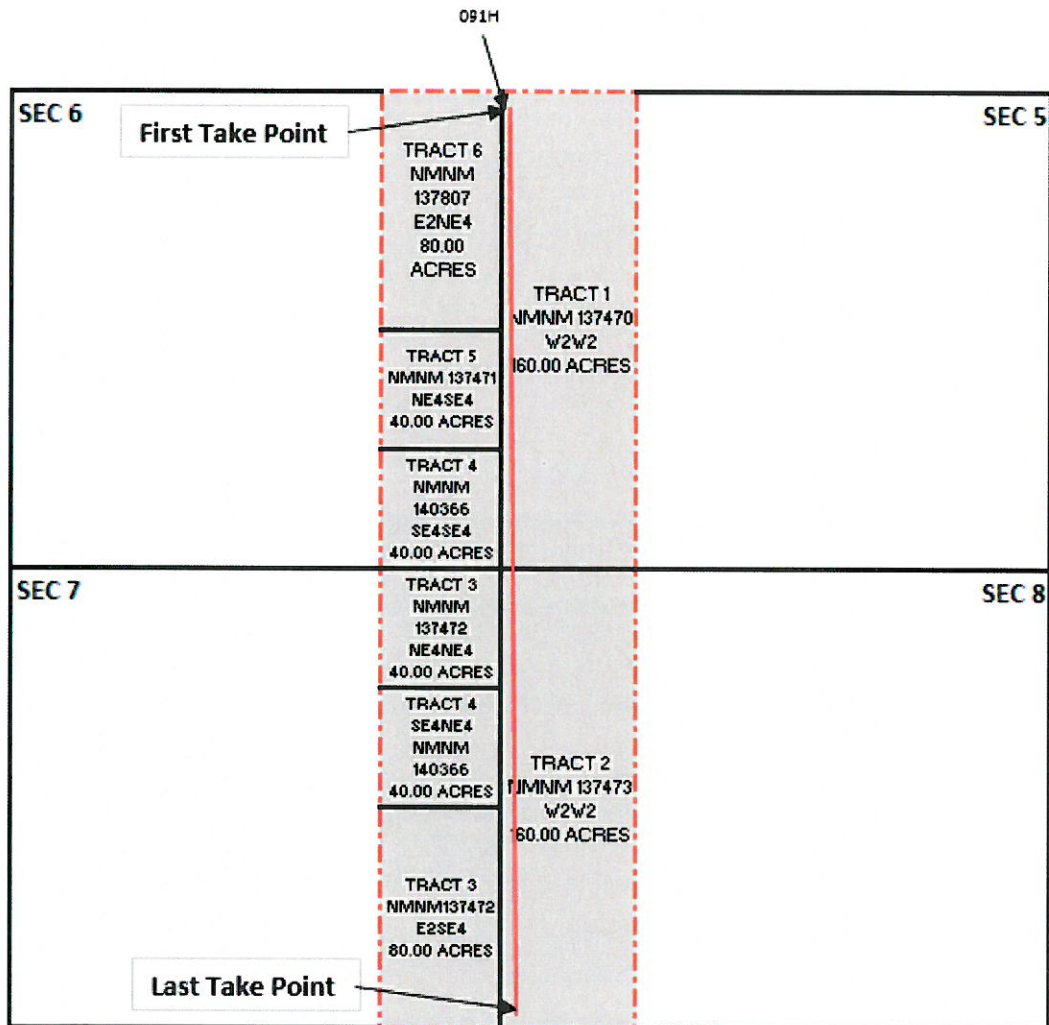 091H
SEC 6
SEC 5
First Take Point
TRACT 6
NMNM
137807
E2NE4
80.00
ACRES
TRACT 1
NMNM 137470
W2W2
160.00 ACRES
TRACT 5
NMNM 137471
NE4SE4
40.00 ACRES
TRACT 4
NMNM
140366
SE4SE4
40.00 ACRES
SEC 7
SEC 8
TRACT 3
NMNM
137472
NE4NE4
40.00 ACRES
TRACT 4
SE4NE4
NMNM
140366
40.00 ACRES
TRACT 2
NMNM 137473
W2W2
160.00 ACRES
TRACT 3
NMNM137472
E2SE4
80.00 ACRES
Last Take Point